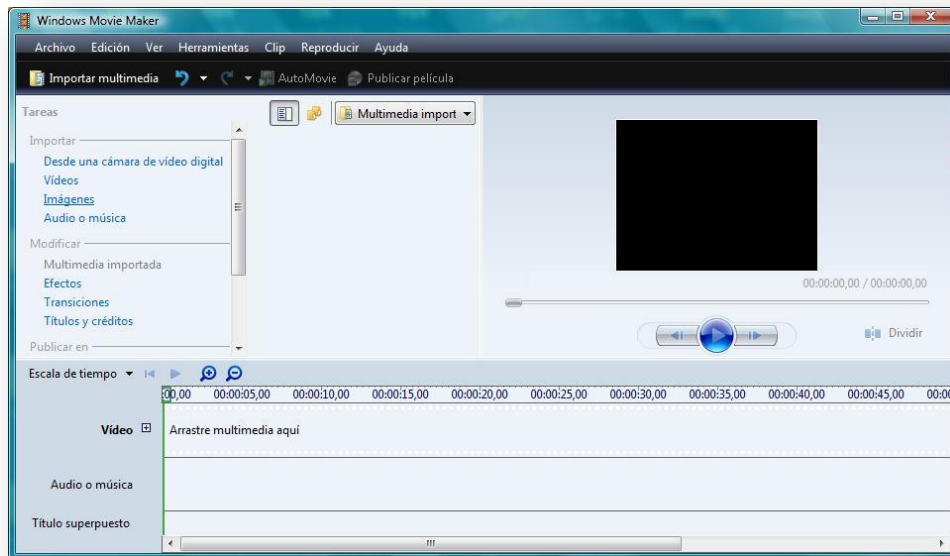 Windows Movie Maker
Archivo Edición Ver Herramientas Clip Reproducir Ayuda
Importar multimedia AutoMovie Publicar película
Tareas
Multimedia import
Importar
Desde una cámara de vídeo digital
Vídeos
Imágenes
Audio o música
Modificar
Multimedia importada
Efectos
Transiciones
Títulos y créditos
Publicar en
00:00:00,00 / 00:00:00,00
Dividir
Escala de tiempo
:00,00 00:00:05,00 00:00:10,00 00:00:15,00 00:00:20,00 00:00:25,00 00:00:30,00 00:00:35,00 00:00:40,00 00:00:45,00 00:00
Vídeo Arrastre multimedia aquí
Audio o música
Título superpuesto